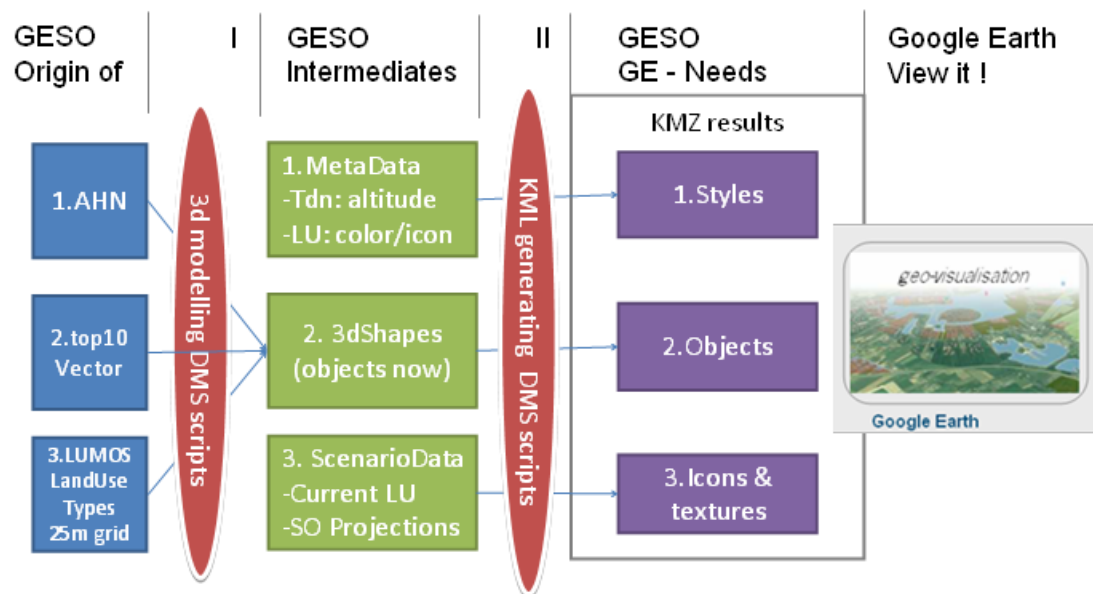 GESO
Origin of
I
GESO
Intermediates
II
GESO
GE - Needs
Google Earth
View it !
1.AHN
2.top10
Vector
3.LUMOS
LandUse
Types
25m grid
3d modelling DMS scripts
1.MetaData
-Tdn: altitude
-LU: color/icon
2. 3dShapes
(objects now)
3. ScenarioData
-Current LU
-SO Projections
KML generating DMS scripts
KMZ results
1.Styles
2.Objects
3.Icons &
textures
geo-visualisation
Google Earth